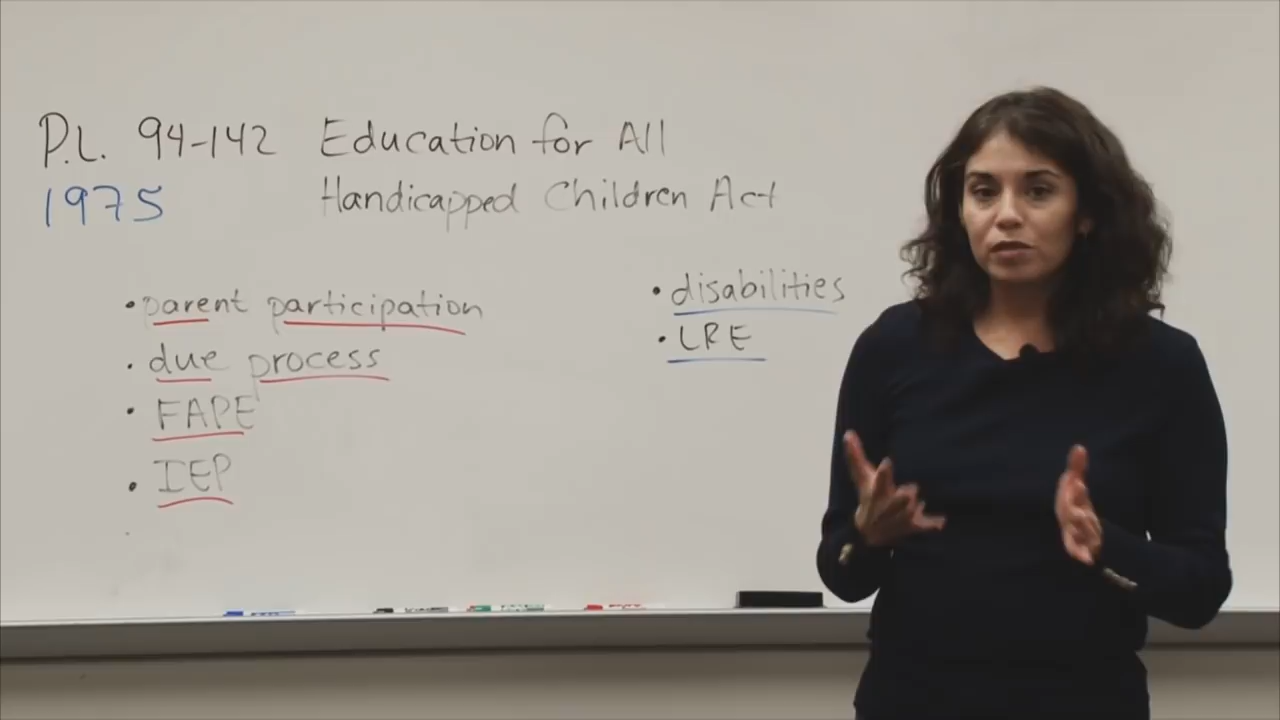 P.L. 94-142 Education for All
1975 Handicapped Children Act
• parent participation
• due process
• FAPE
• IEP
• disabilities
• LRE